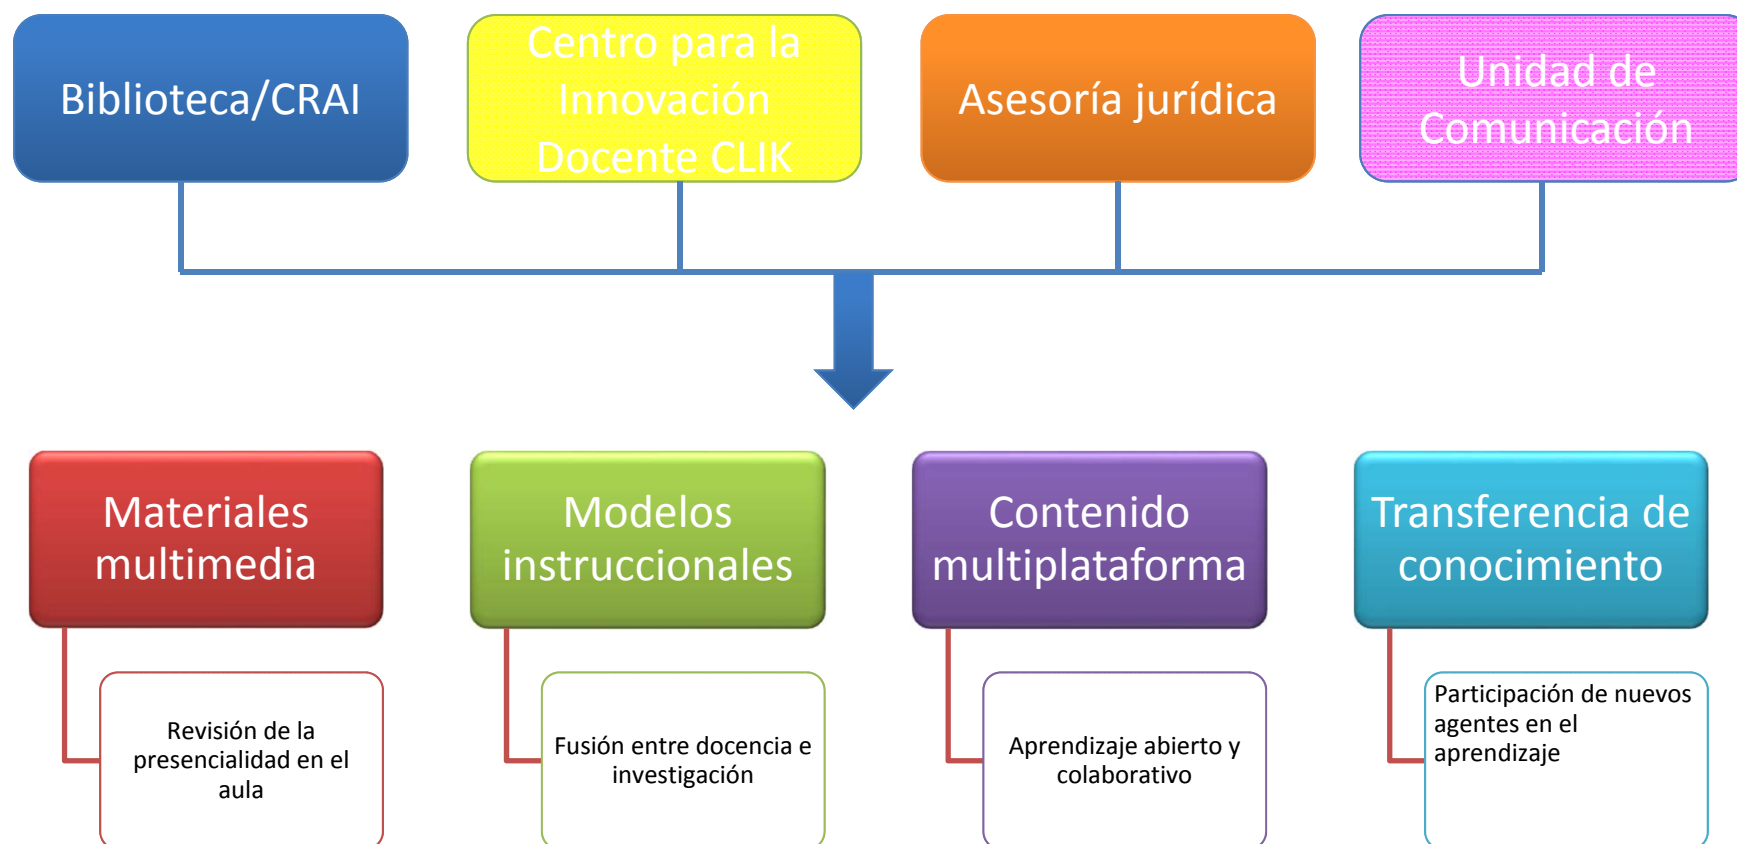 Biblioteca/CRAI
Centro para la
Innovación
Docente CLIK
Asesoría jurídica
Unidad de
Comunicación
Materiales
multimedia
Modelos
instruccionales
Contenido
multiplataforma
Transferencia de
conocimiento
Revisión de la
presencialidad en el
aula
Fusión entre docencia e
investigación
Aprendizaje abierto y
colaborativo
Participación de nuevos
agentes en el
aprendizaje